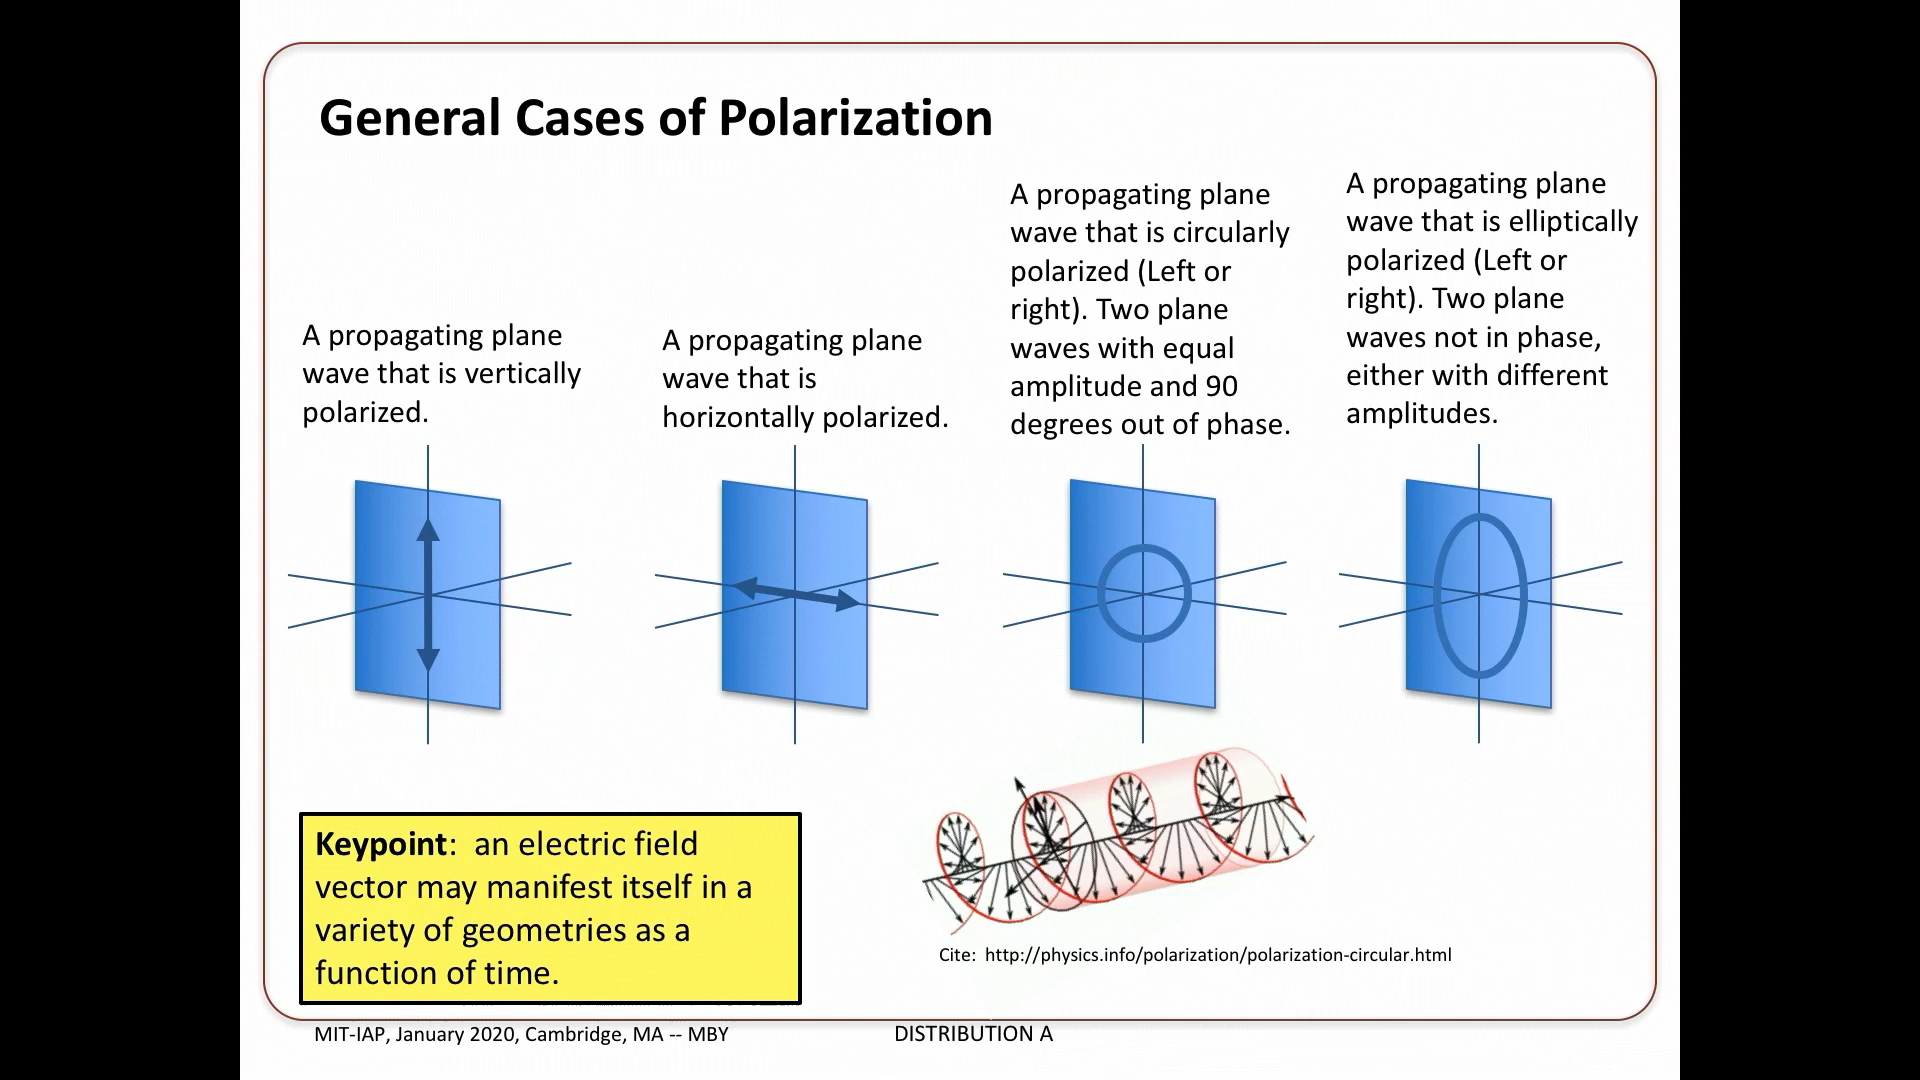 General Cases of Polarization
A propagating plane
wave that is vertically
polarized.
A propagating plane
wave that is
horizontally polarized.
A propagating plane
wave that is circularly
polarized (Left or
right). Two plane
waves with equal
amplitude and 90
degrees out of phase.
A propagating plane
wave that is elliptically
polarized (Left or
right). Two plane
waves not in phase,
either with different
amplitudes.
Keypoint:  an electric field
vector may manifest itself in a
variety of geometries as a
function of time.
Cite:  http://physics.info/polarization/polarization-circular.html
MIT-IAP, January 2020, Cambridge, MA -- MBY
DISTRIBUTION A